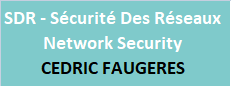 SDR - Sécurité Des Réseaux
Network Security
CEDRIC FAUGERES